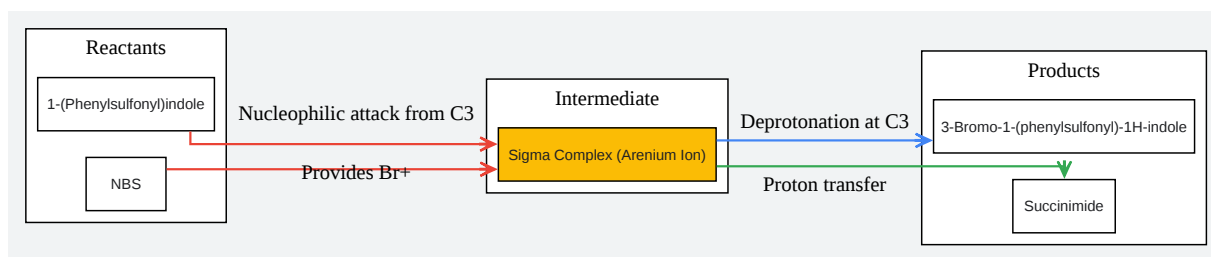 Reactants
1-(Phenylsulfonyl)indole
NBS
Nucleophilic attack from C3
Provides Br+
Intermediate
Sigma Complex (Arenium Ion)
Deprotonation at C3
Proton transfer
Products
3-Bromo-1-(phenylsulfonyl)-1H-indole
Succinimide